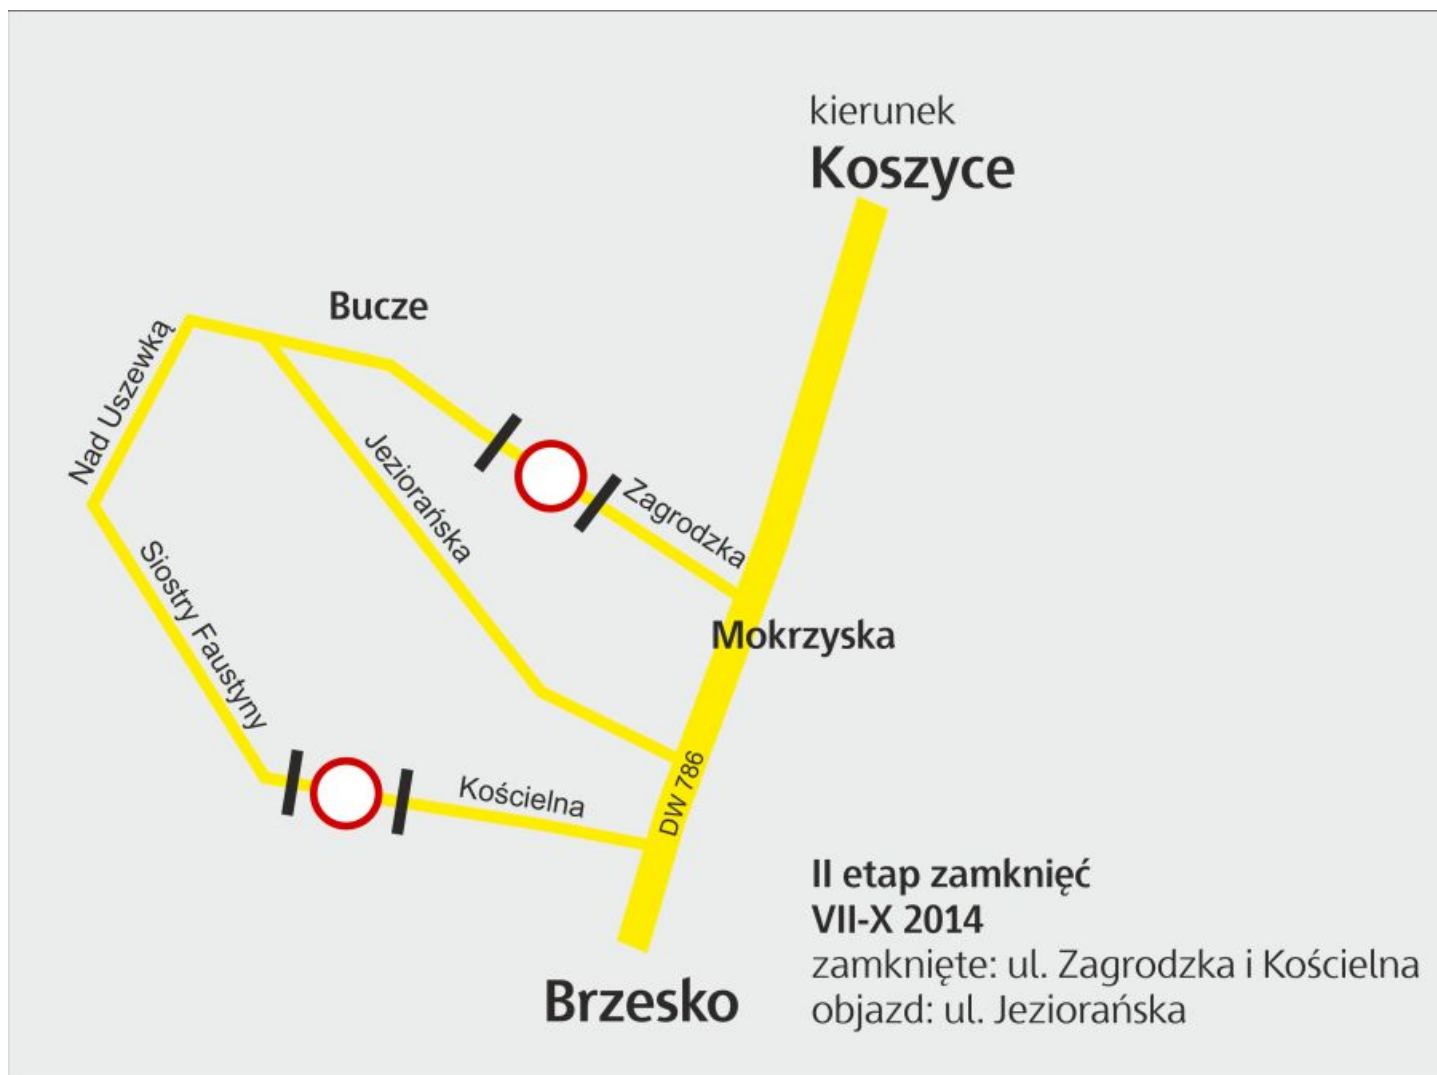 kierunek
Koszyce
Bucze
Nad Uszewką
Jeziorańska
Zagrodzka
Siostry Faustyny
Mokrzyska
DW 786
Kościelna
Brzesko
II etap zamknięć
VII-X 2014
zamknięte: ul. Zagrodzka i Kościelna
objazd: ul. Jeziorańska